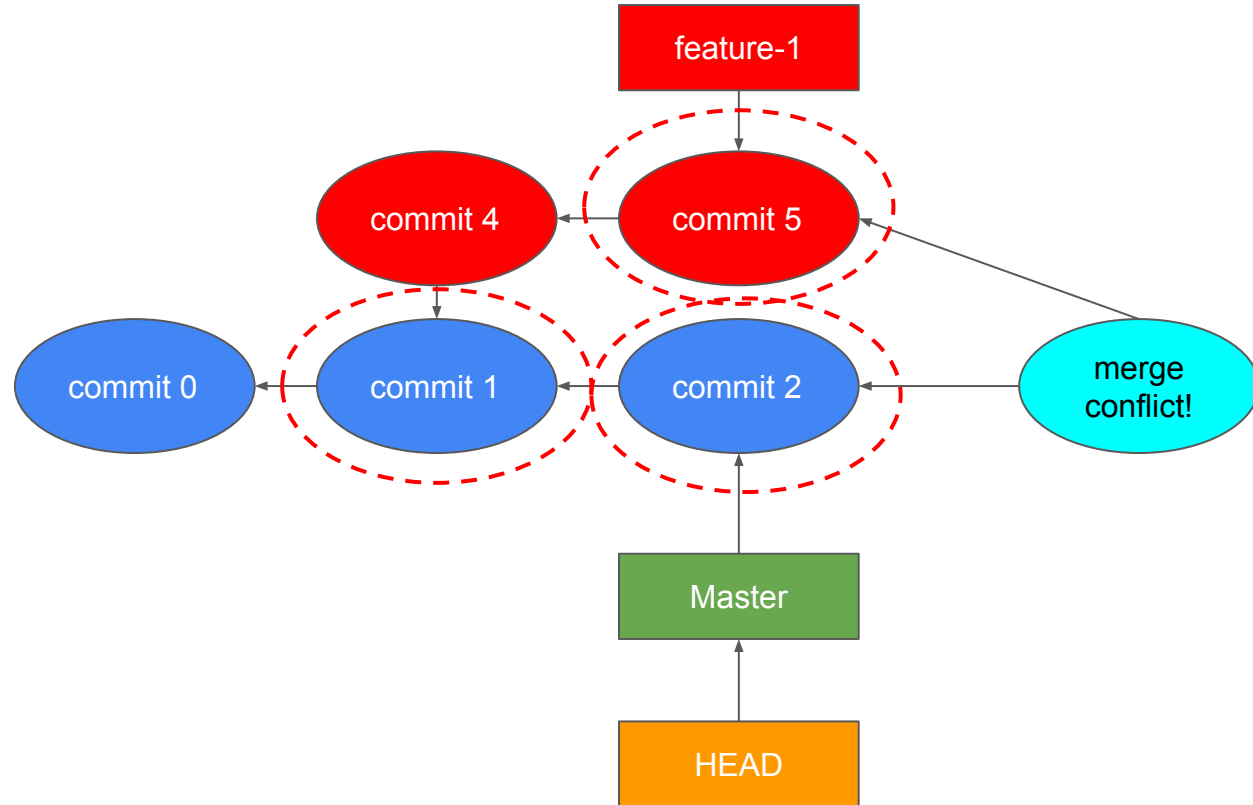 feature-1
commit 4
commit 5
commit 0
commit 1
commit 2
merge
conflict!
Master
HEAD